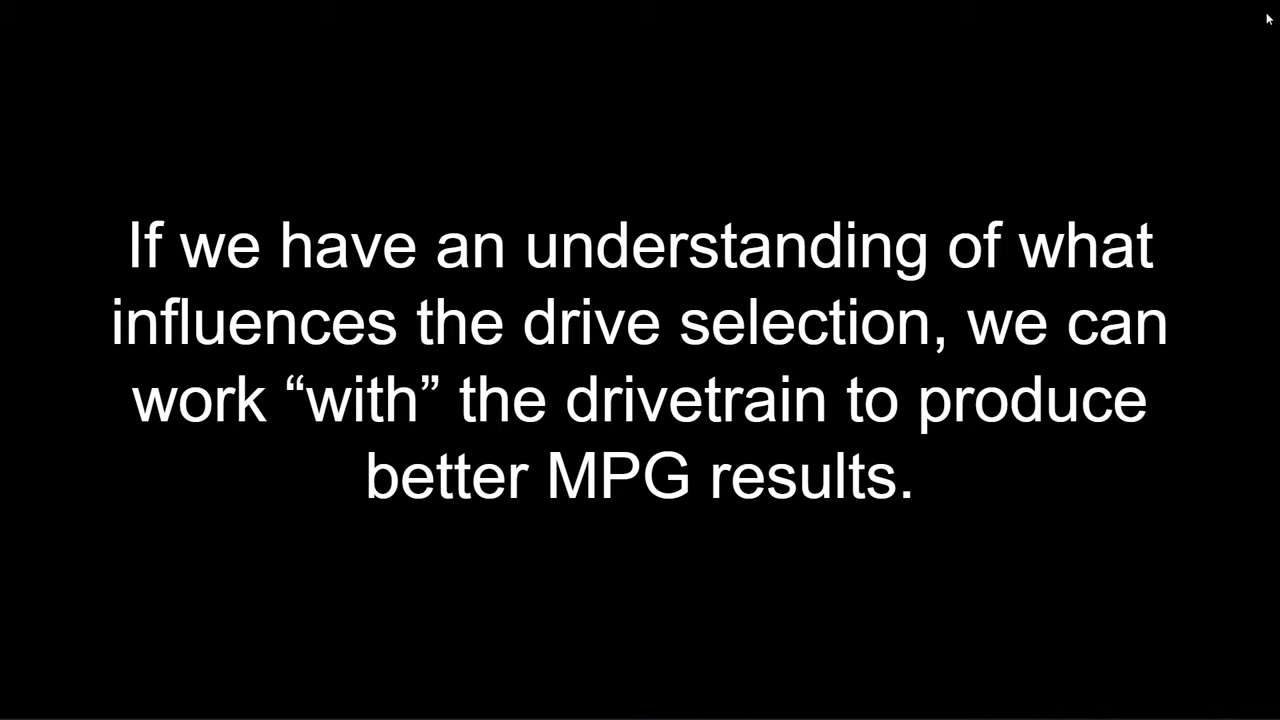 If we have an understanding of what
influences the drive selection, we can
work “with” the drivetrain to produce
better MPG results.